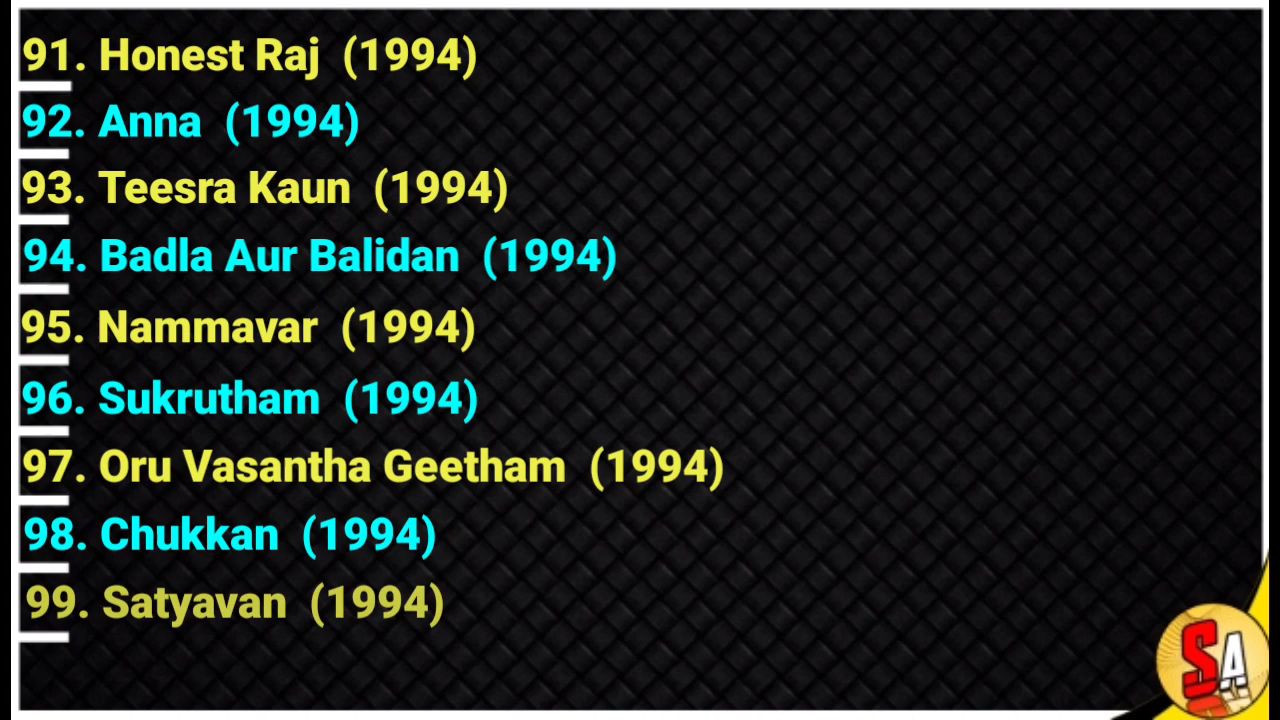 91. Honest Raj (1994)
92. Anna (1994)
93. Teesra Kaun (1994)
94. Badla Aur Balidan (1994)
95. Nammavar (1994)
96. Sukrutham (1994)
97. Oru Vasantha Geetham (1994)
98. Chukkan (1994)
99. Satyavan (1994)
SA